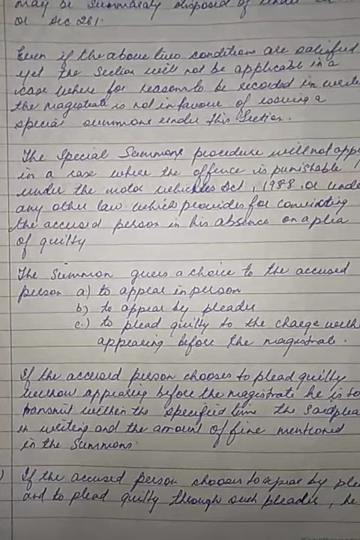 may be summarily disposed of under
or sec 261.
Even if the above two conditions are satisfied
yet the section will not be applicable in a
case where for reasons to be recorded in
the magistrate is not in favour of issuing a
special summons under this Section.
The Special Summons procedure will not
in a case where the offence is punishable
under the motor vehicles Act, 1988, or
any other law which provides for convicting
the accused person in his absence on a plea
of guilty
The Summon gives a choice to the accused
person a) to appear in person
b) to appear by pleader
c) to plead guilty to the charge
appearing before the magistrate.
If the accused person chooses to plead guilty
without appearing before the magistrate he is to
transmit within the specified time the said plea
in writing and the amount of fine mentioned
in the Summons.
If the accused person chooses to appear by
and to plead guilty through such pleader, he